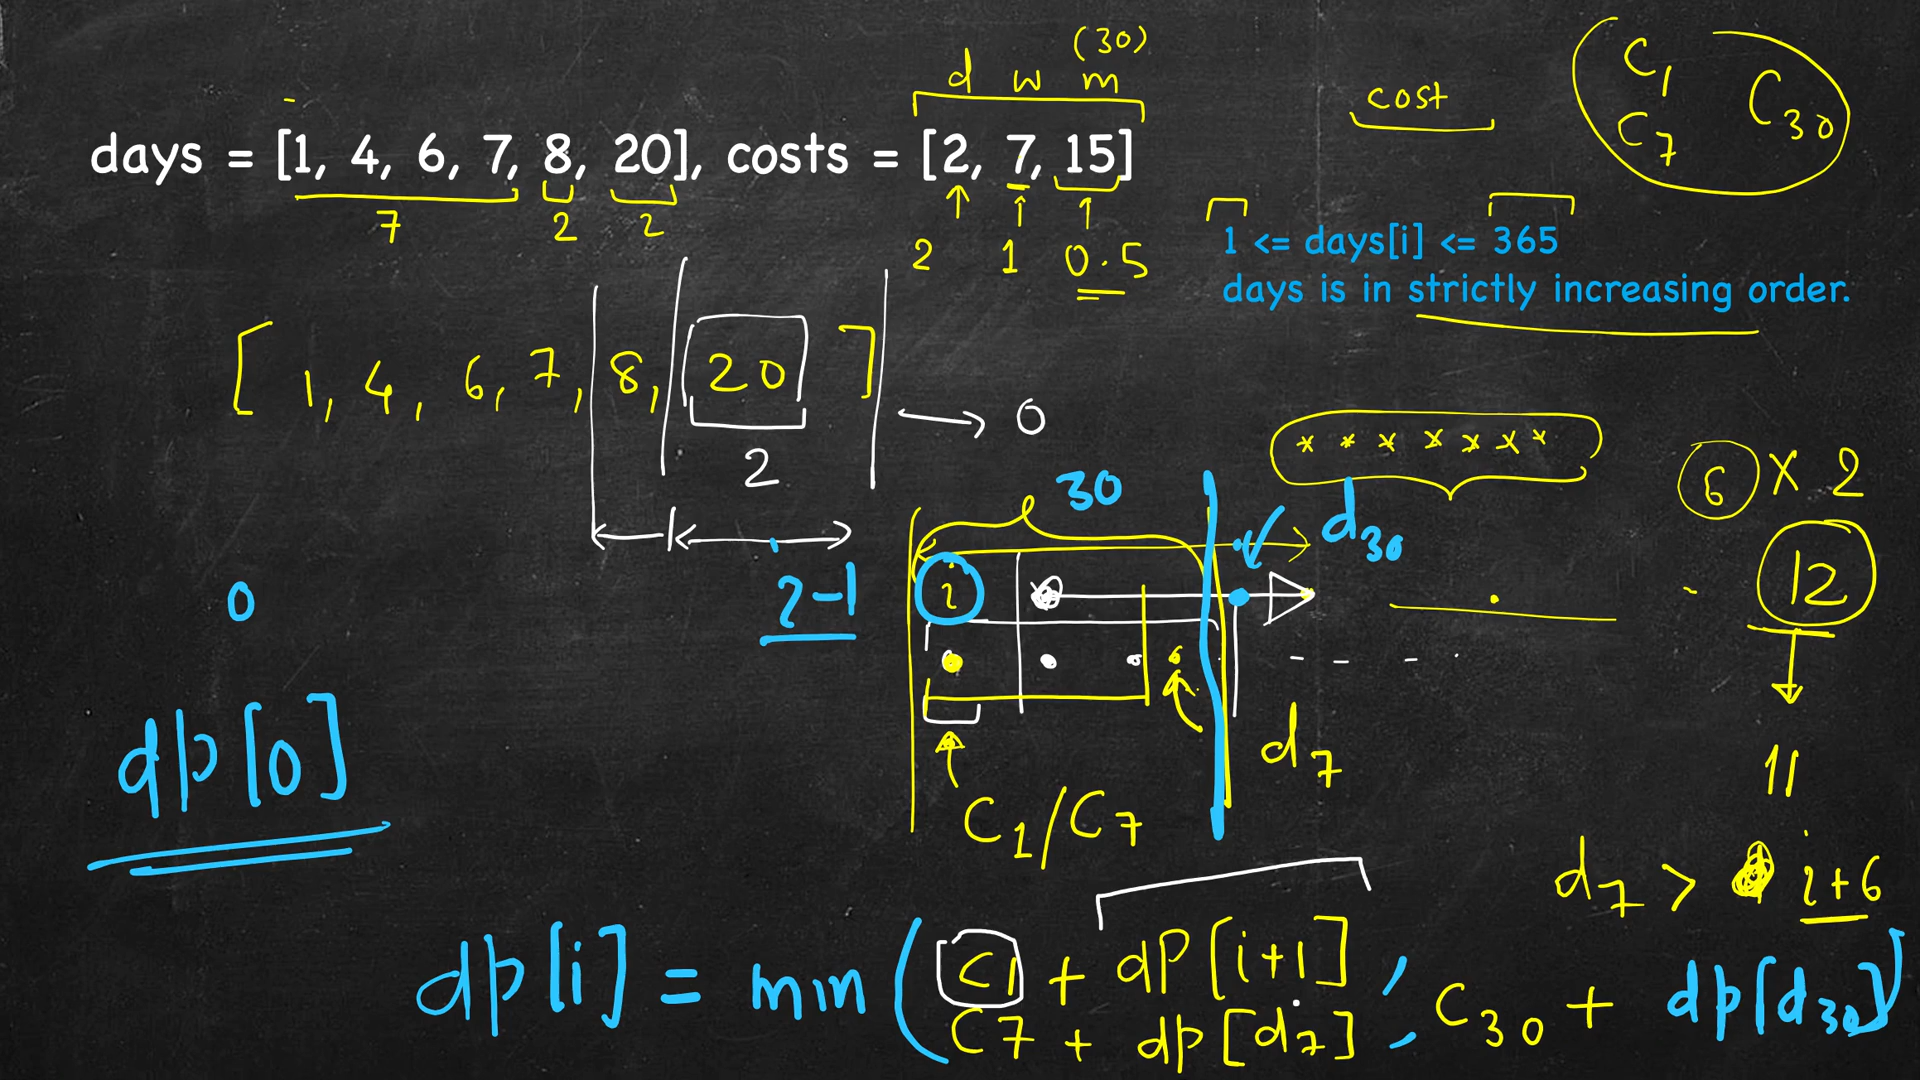 (30)
d w m
cost
C1 C30
C7
days = [1, 4, 6, 7, 8, 20], costs = [2, 7, 15]
7 2 2
2 1 0.5
1 <= days[i] <= 365
days is in strictly increasing order.
[ 1, 4, 6, 7, 8, 20 ]
→ 0
2
* * * * * * *
6 × 2
30
d30
12
0
2-1
d7
11
dp[0]
C1/C7
d7 > i+6
dp[i] = min ( C1 + dp[i+1] , C30 + dp[d30] )
C7 + dp[d7] ,